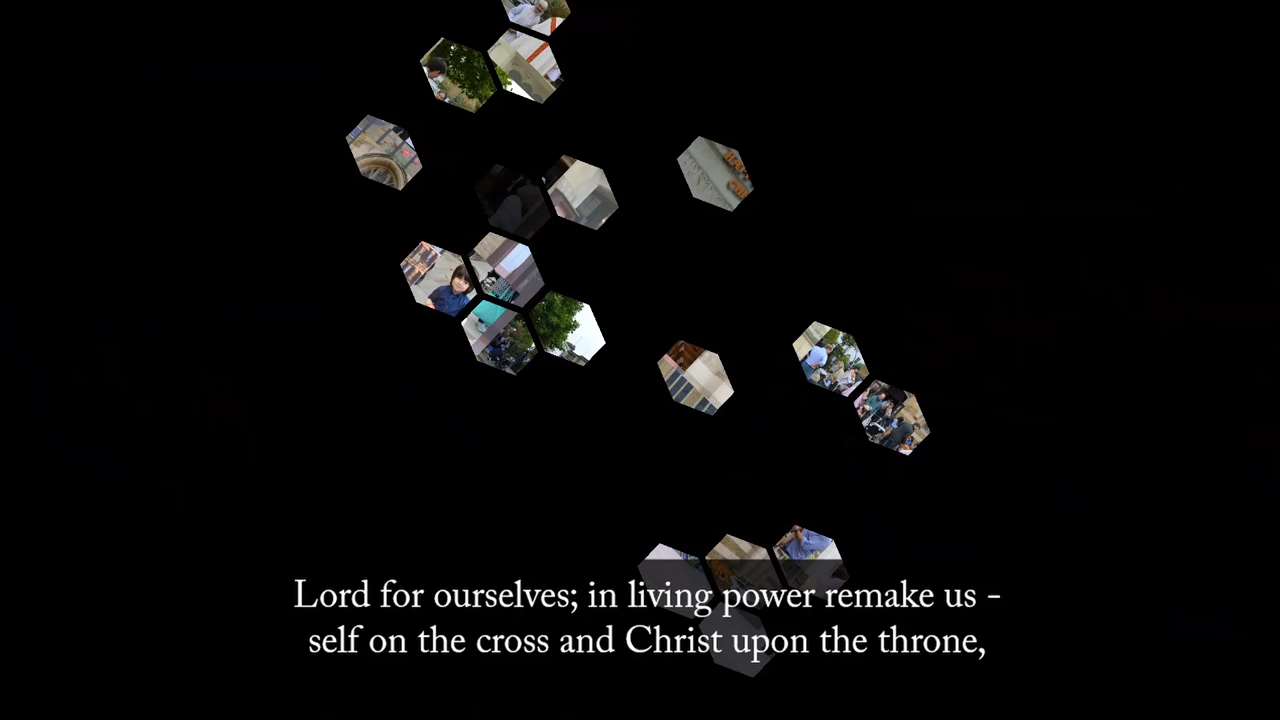 Lord for ourselves; in living power remake us -
self on the cross and Christ upon the throne,